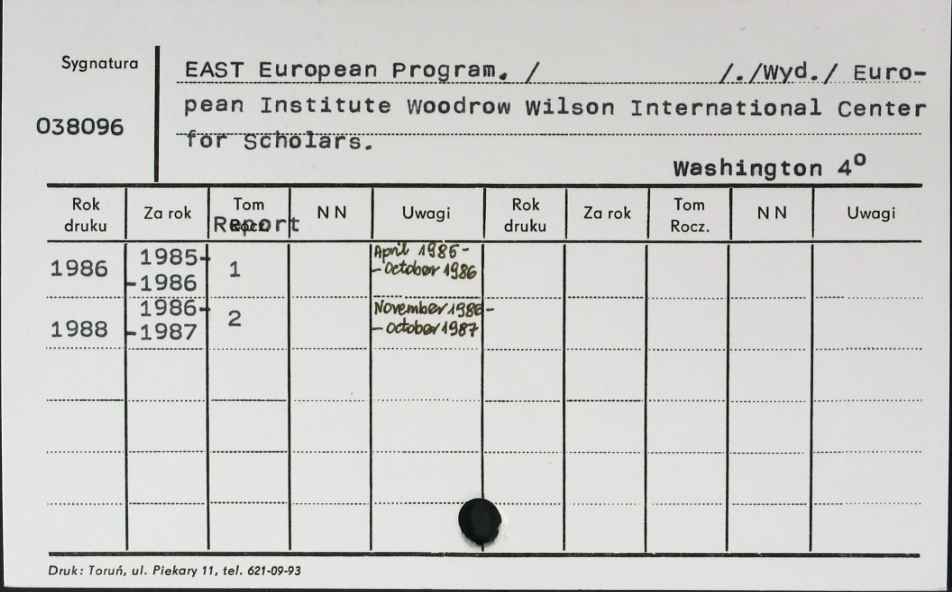 Sygnatura
EAST European Program. / /./Wyd./ Euro-
pean Institute Woodrow Wilson International Center
038096
for Scholars.
Washington 4º
Rok druku Za rok Tom Rocz. N N Uwagi Rok druku Za rok Tom Rocz. N N Uwagi
Report
1986 1985-
-1986 1 April 1985-
-October 1986
1988 1986-
-1987 2 November 1986-
-October 1987
Druk: Toruń, ul. Piekary 11, tel. 621-09-93